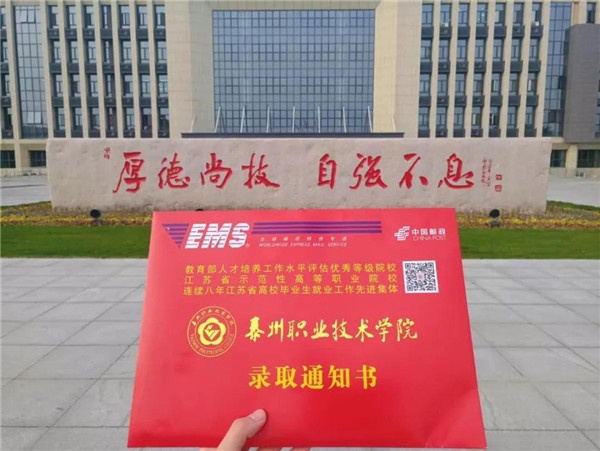 厚德尚技 自强不息
EMS
全球邮政特快专递
WORLDWIDE EXPRESS MAIL SERVICE
中国邮政
CHINA POST
教育部人才培养工作水平评估优秀等级院校
江苏省示范性高等职业院校
连续八年江苏省高校毕业生就业工作先进集体
泰州职业技术学院
录取通知书